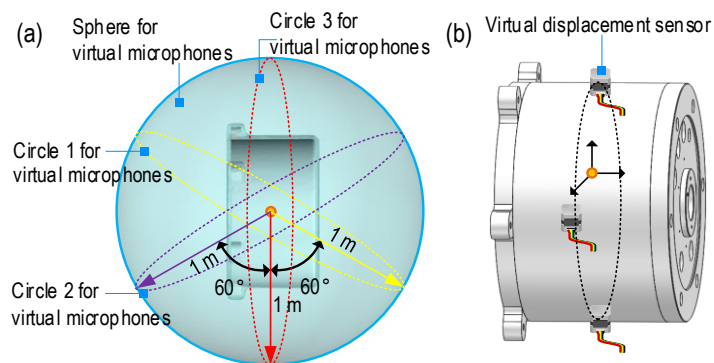 (a)
Sphere for
virtual microphones
Circle 3 for
virtual microphones
Circle 1 for
virtual microphones
Circle 2 for
virtual microphones
1 m
1 m
60°
60°
1 m
(b)
Virtual displacement sensor